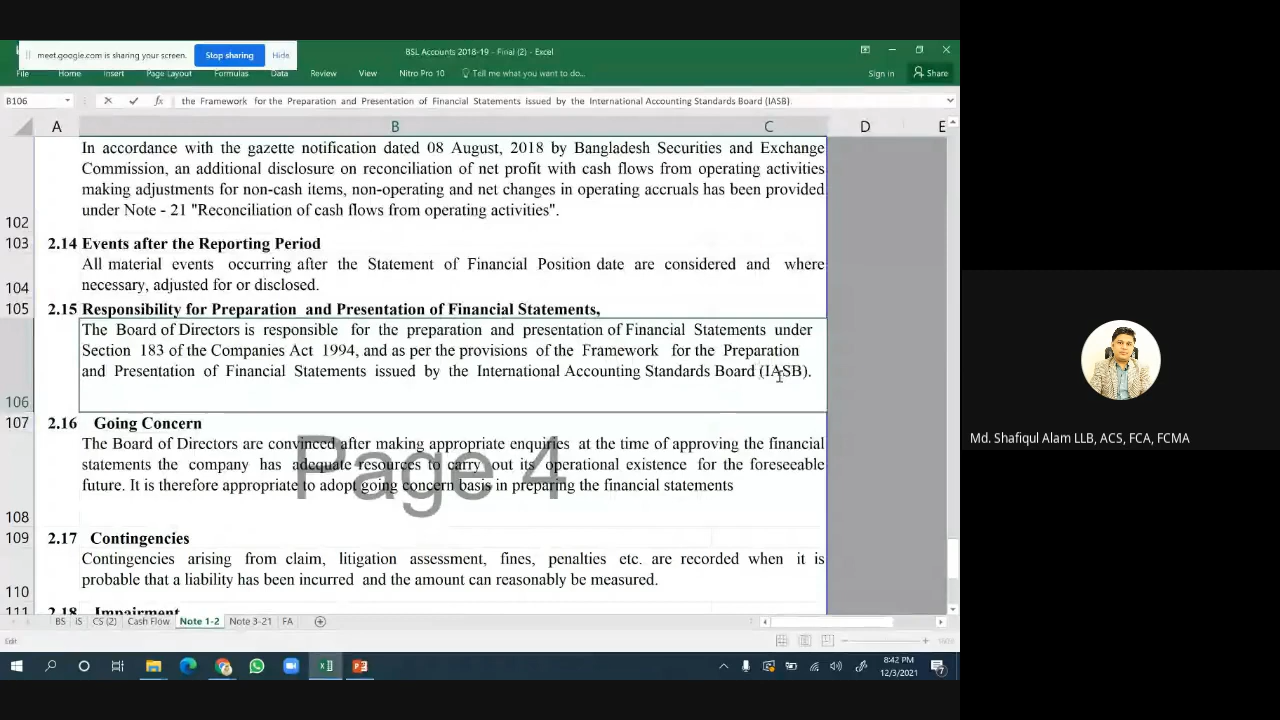 meet.google.com is sharing your screen. Stop sharing Hide
BSL Accounts 2018-19 - Final (2) - Excel
File Home Insert Page Layout Formulas Data Review View Nitro Pro 10 Tell me what you want to do... Sign in Share
B106 fx the Framework for the Preparation and Presentation of Financial Statements issued by the International Accounting Standards Board (IASB).
A B C D E
In accordance with the gazette notification dated 08 August, 2018 by Bangladesh Securities and Exchange
Commission, an additional disclosure on reconciliation of net profit with cash flows from operating activities
making adjustments for non-cash items, non-operating and net changes in operating accruals has been provided
under Note - 21 "Reconciliation of cash flows from operating activities".
102
103 2.14 Events after the Reporting Period
All material events occurring after the Statement of Financial Position date are considered and where
104 necessary, adjusted for or disclosed.
105 2.15 Responsibility for Preparation and Presentation of Financial Statements,
The Board of Directors is responsible for the preparation and presentation of Financial Statements under
Section 183 of the Companies Act 1994, and as per the provisions of the Framework for the Preparation
and Presentation of Financial Statements issued by the International Accounting Standards Board (IASB).
106
107 2.16 Going Concern
The Board of Directors are convinced after making appropriate enquiries at the time of approving the financial
statements the company has adequate resources to carry out its operational existence for the foreseeable
future. It is therefore appropriate to adopt going concern basis in preparing the financial statements
Page 4
108
109 2.17 Contingencies
Contingencies arising from claim, litigation assessment, fines, penalties etc. are recorded when it is
probable that a liability has been incurred and the amount can reasonably be measured.
110
111 2.18 Impairment
BS IS CS (2) Cash Flow Note 1-2 Note 3-21 FA
Edit
8:42 PM
12/3/2021
Md. Shafiqul Alam LLB, ACS, FCA, FCMA